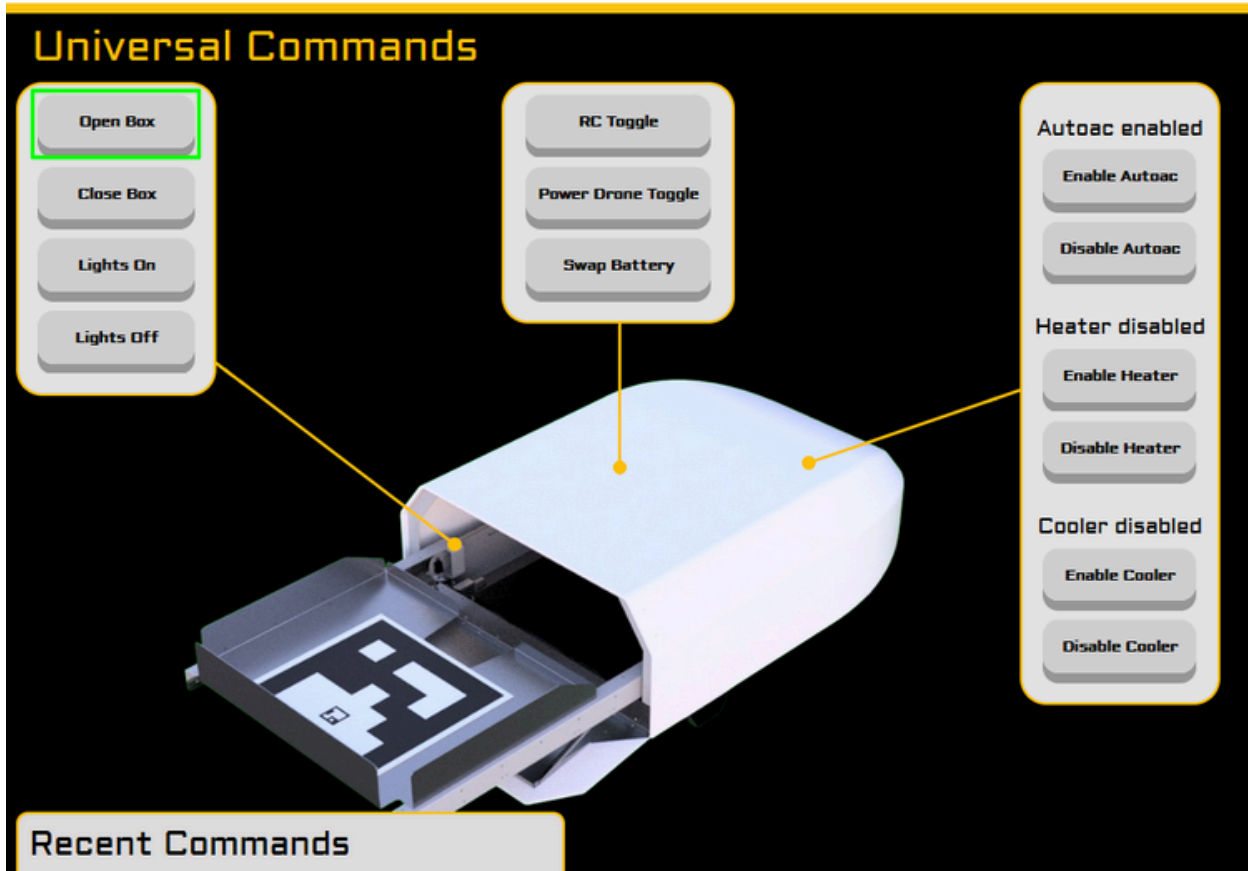 Universal Commands
Open Box
Close Box
Lights On
Lights Off
RC Toggle
Power Drone Toggle
Swap Battery
Autoac enabled
Enable Autoac
Disable Autoac
Heater disabled
Enable Heater
Disable Heater
Cooler disabled
Enable Cooler
Disable Cooler
Recent Commands